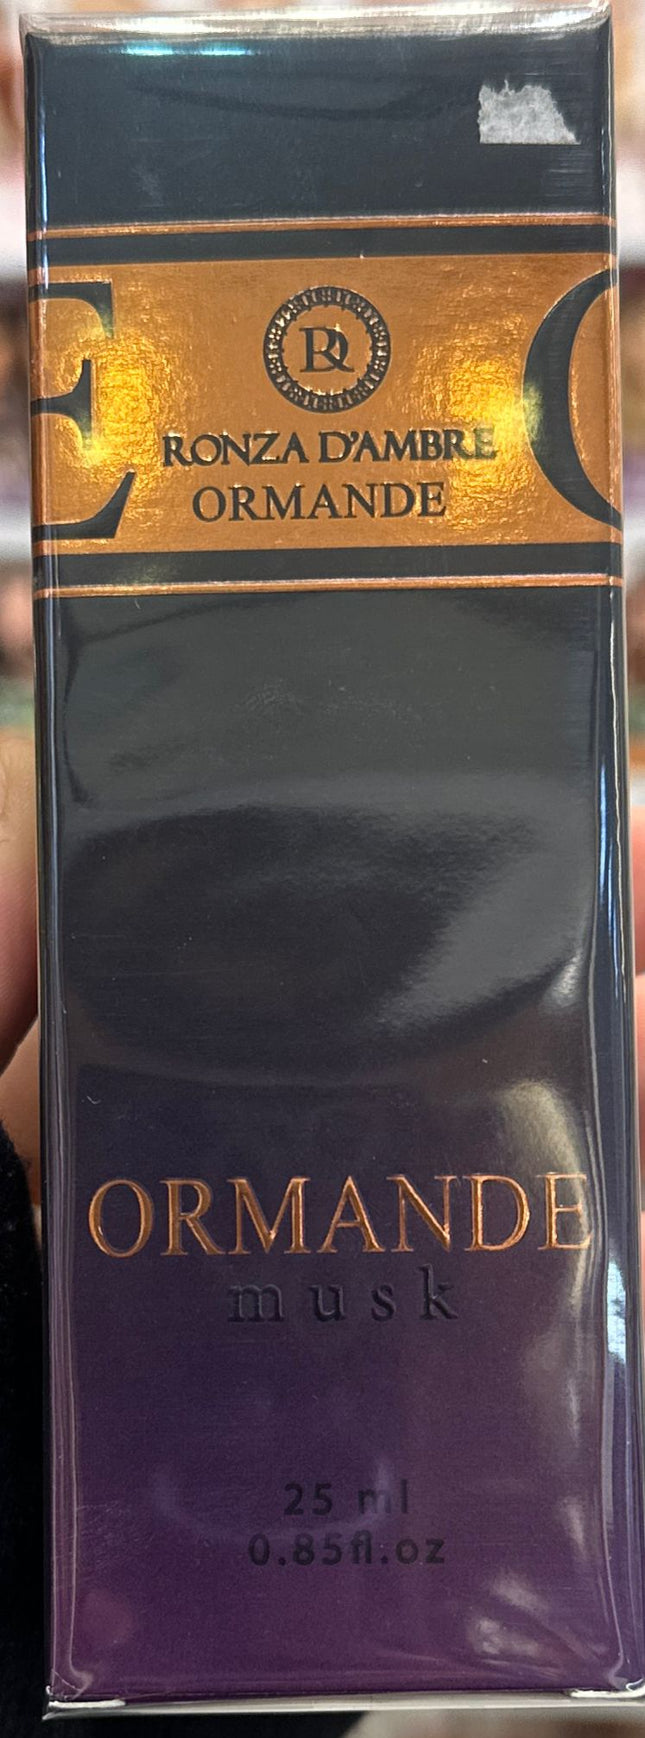 E
O
RONZA D'AMBRE
ORMANDE
ORMANDE
musk
25 ml
0.85fl.oz